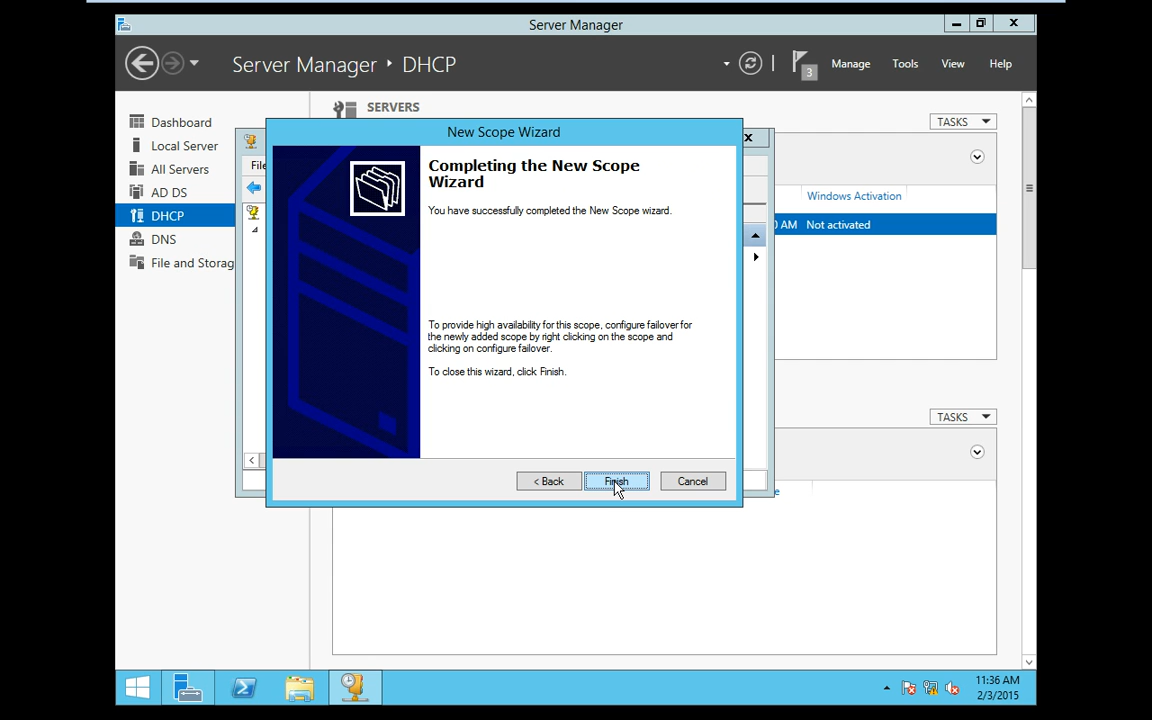 Server Manager
Server Manager ‣ DHCP
3
Manage
Tools
View
Help
Dashboard
Local Server
All Servers
AD DS
DHCP
DNS
File and Storag
SERVERS
TASKS
Windows Activation
AM Not activated
TASKS
File
New Scope Wizard
Completing the New Scope
Wizard
You have successfully completed the New Scope wizard.
To provide high availability for this scope, configure failover for
the newly added scope by right clicking on the scope and
clicking on configure failover.
To close this wizard, click Finish.
< Back
Finish
Cancel
11:36 AM
2/3/2015